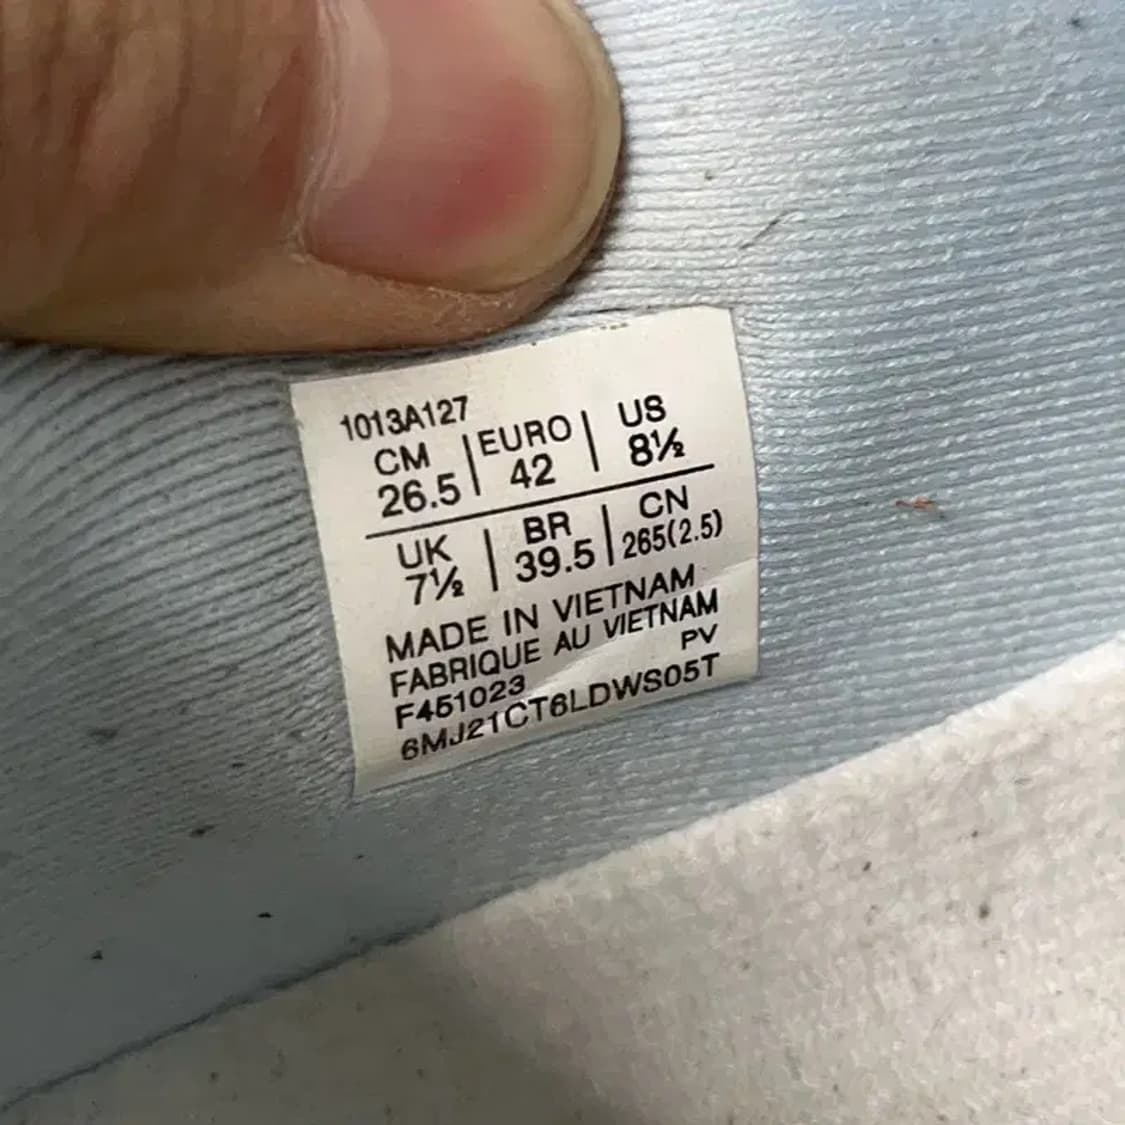 1013A127
CM | EURO | US
26.5 | 42 | 8½
UK | BR | CN
7½ | 39.5 | 265(2.5)
MADE IN VIETNAM
FABRIQUE AU VIETNAM
PV
F451023
6MJ21CT6LDWS05T